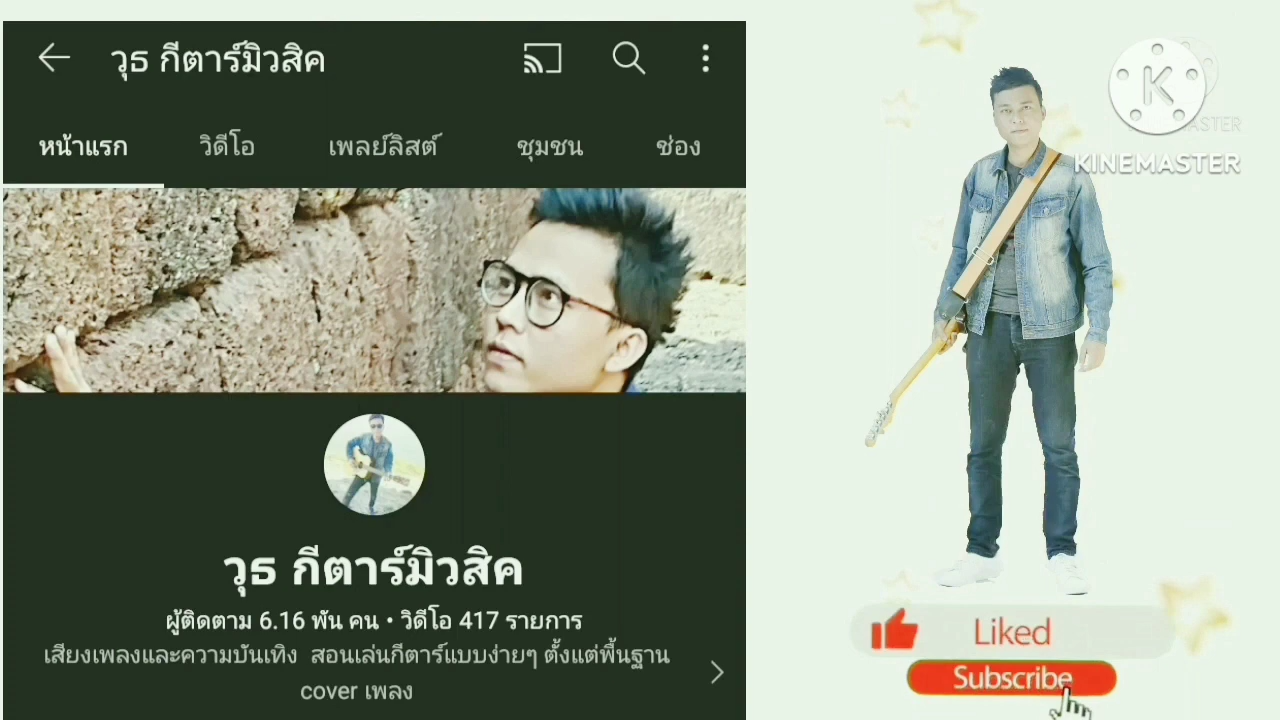 วุธ กีตาร์มิวสิค
หน้าแรก วิดีโอ เพลย์ลิสต์ ชุมชน ช่อง
วุธ กีตาร์มิวสิค
ผู้ติดตาม 6.16 พัน คน • วิดีโอ 417 รายการ
เสียงเพลงและความบันเทิง สอนเล่นกีตาร์แบบง่ายๆ ตั้งแต่พื้นฐาน
cover เพลง
K
KINEMASTER
Liked
Subscribe